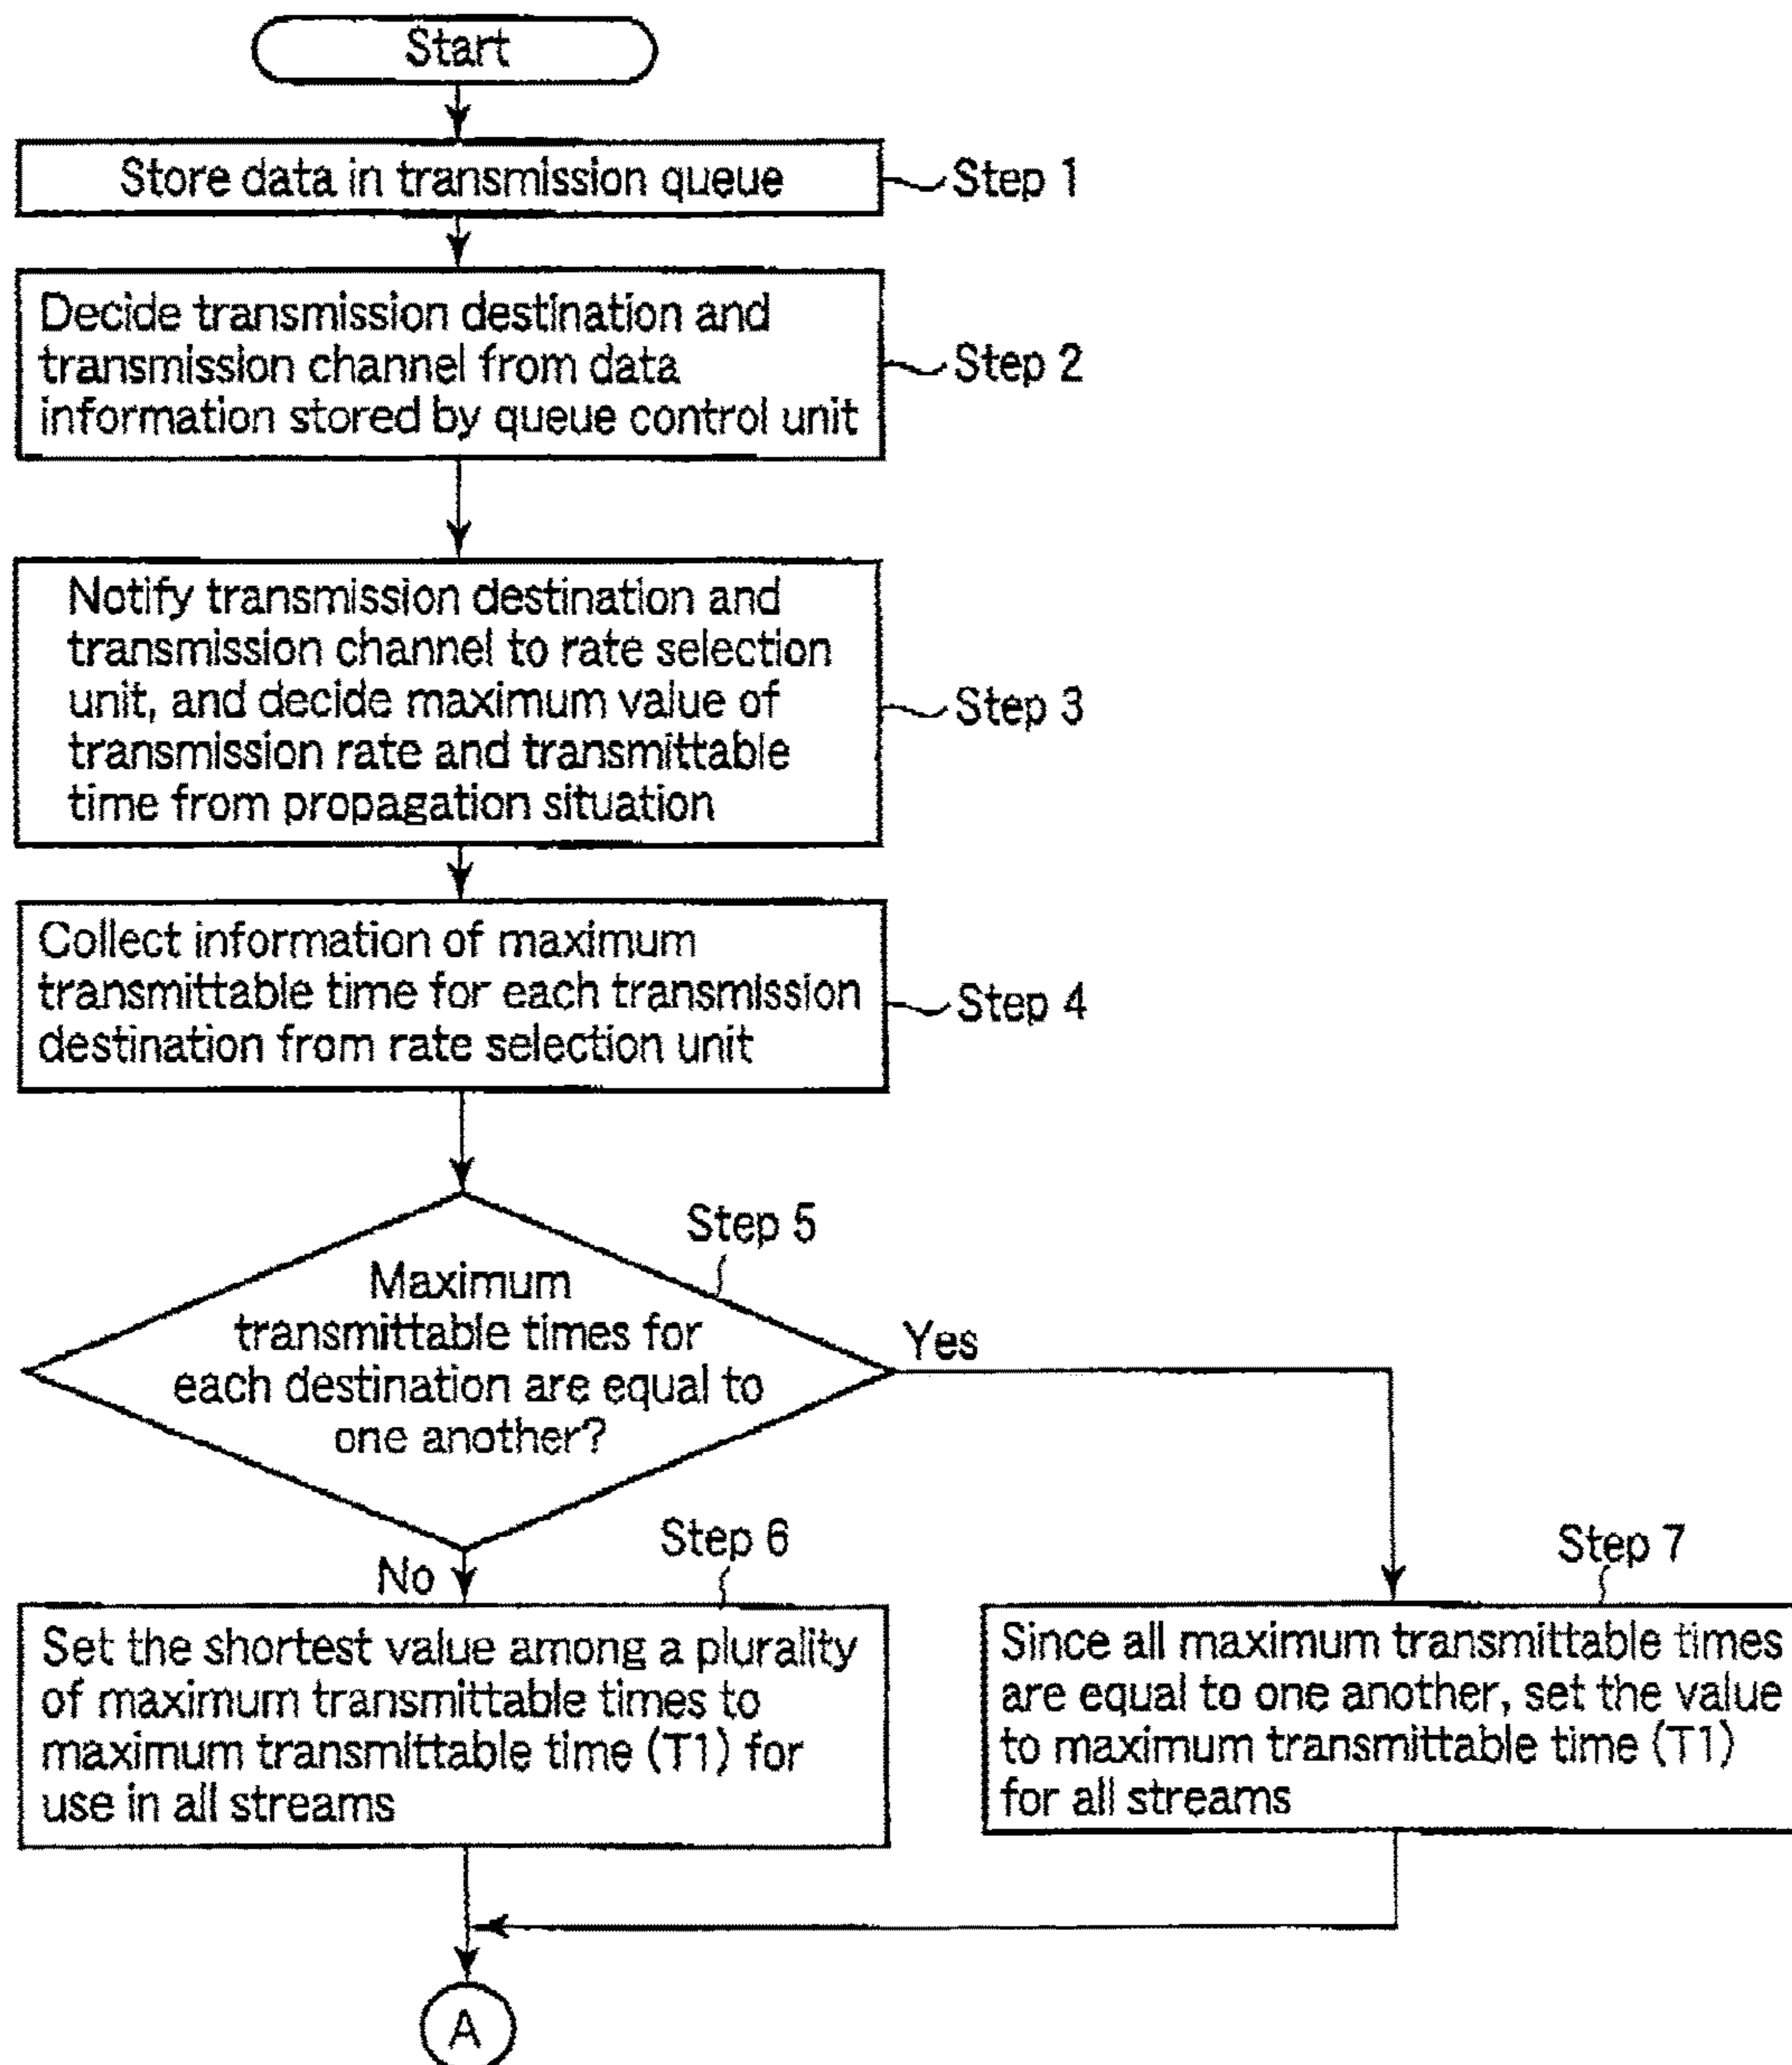 Start
Store data in transmission queue
Step 1
Decide transmission destination and
transmission channel from data
information stored by queue control unit
Step 2
Notify transmission destination and
transmission channel to rate selection
unit, and decide maximum value of
transmission rate and transmittable
time from propagation situation
Step 3
Collect information of maximum
transmittable time for each transmission
destination from rate selection unit
Step 4
Step 5
Maximum
transmittable times for
each destination are equal to
one another?
Yes
No
Step 6
Set the shortest value among a plurality
of maximum transmittable times to
maximum transmittable time (T1) for
use in all streams
Step 7
Since all maximum transmittable times
are equal to one another, set the value
to maximum transmittable time (T1)
for all streams
A